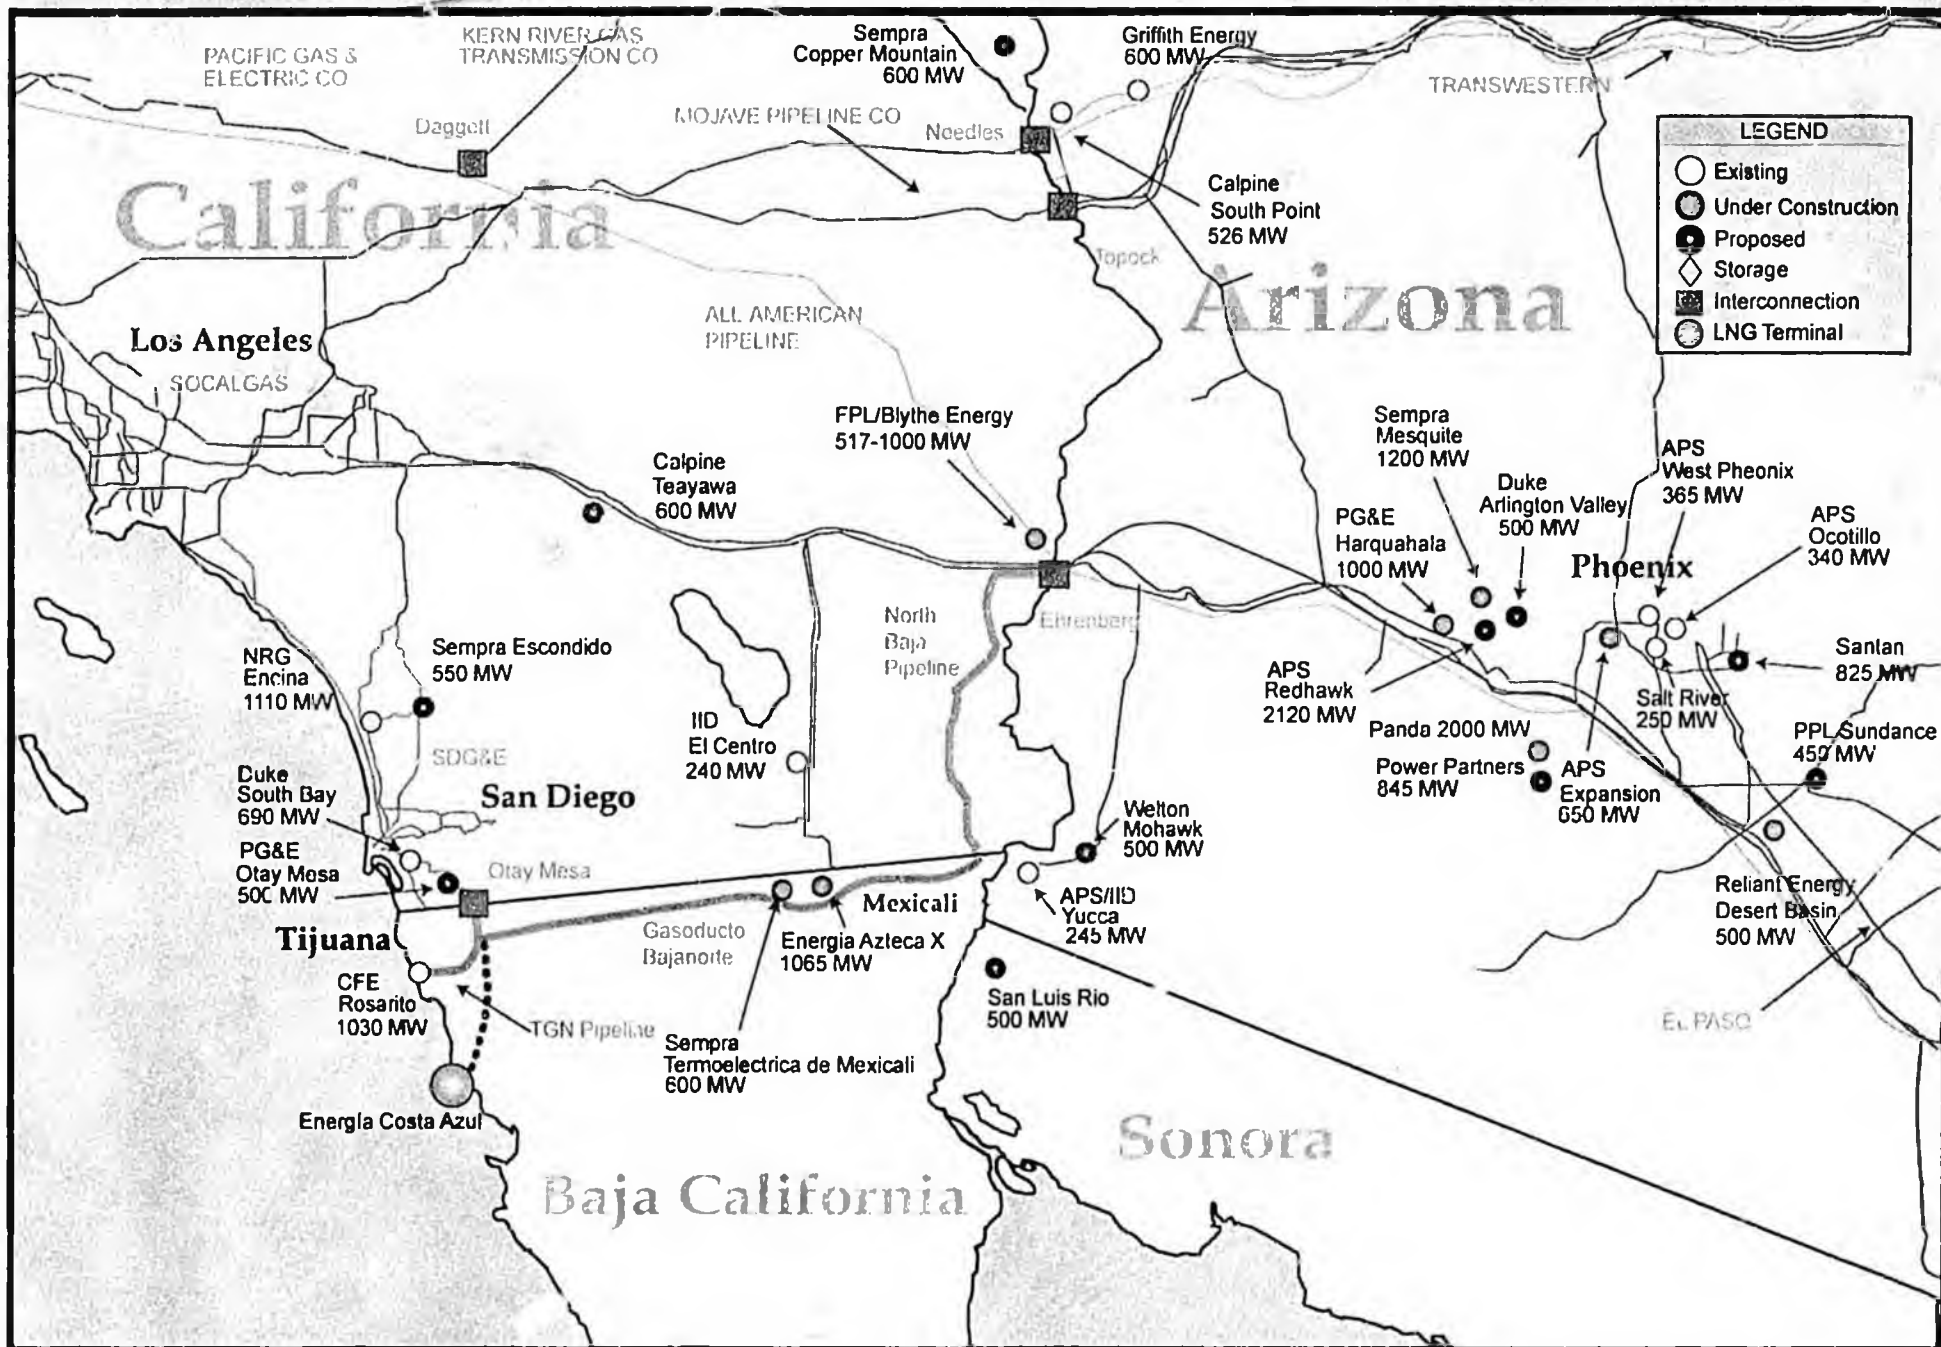 PACIFIC GAS &
ELECTRIC CO
KERN RIVER GAS
TRANSMISSION CO
Sempra
Copper Mountain
600 MW
Griffith Energy
600 MW
TRANSWESTERN
Daggett
MOJAVE PIPELINE CO
Needles
LEGEND
Existing
Under Construction
Proposed
Storage
Interconnection
LNG Terminal
California
Calpine
South Point
526 MW
Topock
Arizona
ALL AMERICAN
PIPELINE
Los Angeles
SOCALGAS
FPL/Blythe Energy
517-1000 MW
Calpine
Teayawa
600 MW
Sempra
Mesquite
1200 MW
Duke
Arlington Valley
500 MW
APS
West Pheonix
365 MW
PG&E
Harquahala
1000 MW
Phoenix
APS
Ocotillo
340 MW
North
Baja
Pipeline
Ehrenberg
NRG
Encina
1110 MW
Sempra Escondido
550 MW
SDG&E
IID
El Centro
240 MW
APS
Redhawk
2120 MW
Santan
825 MW
Salt River
250 MW
Panda 2000 MW
Power Partners
845 MW
APS
Expansion
650 MW
PPL/Sundance
450 MW
Duke
South Bay
690 MW
San Diego
PG&E
Otay Mesa
500 MW
Otay Mesa
Welton
Mohawk
500 MW
Mexicali
APS/IID
Yucca
245 MW
Reliant Energy
Desert Basin
500 MW
Tijuana
Gasoducto
Bajanorte
Energia Azteca X
1065 MW
CFE
Rosarito
1030 MW
TGN Pipeline
San Luis Rio
500 MW
EL PASO
Sempra
Termoelectrica de Mexicali
600 MW
Energía Costa Azul
Sonora
Baja California